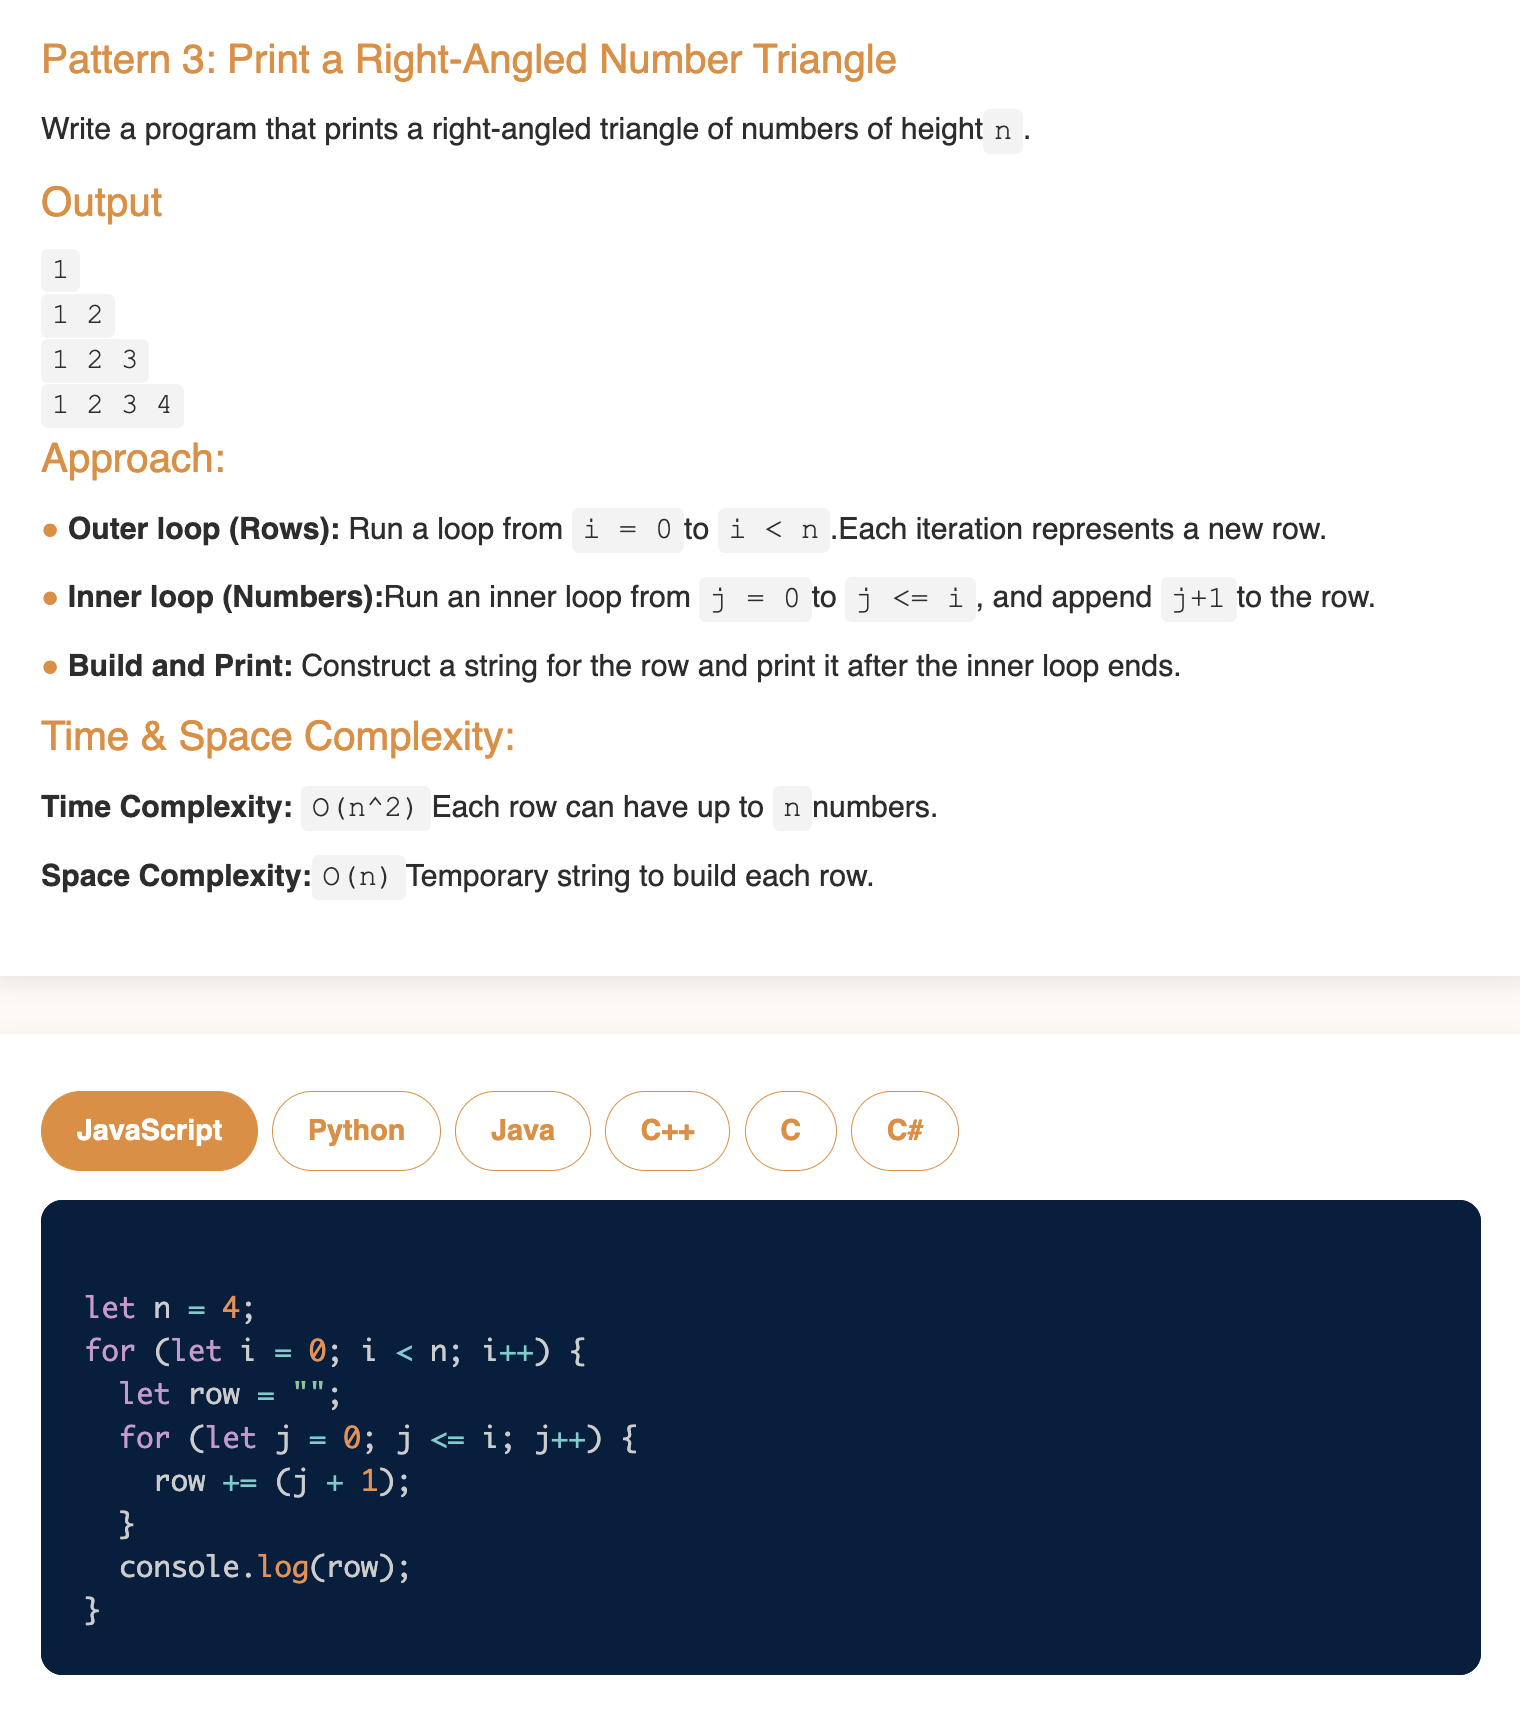 Pattern 3: Print a Right-Angled Number Triangle
Write a program that prints a right-angled triangle of numbers of height n .
Output
1
1 2
1 2 3
1 2 3 4
Approach:
● Outer loop (Rows): Run a loop from i = 0 to i < n .Each iteration represents a new row.
● Inner loop (Numbers):Run an inner loop from j = 0 to j <= i , and append j+1 to the row.
● Build and Print: Construct a string for the row and print it after the inner loop ends.
Time & Space Complexity:
Time Complexity: O(n^2) Each row can have up to n numbers.
Space Complexity: O(n) Temporary string to build each row.
JavaScript Python Java C++ C C#
let n = 4;
for (let i = 0; i < n; i++) {
  let row = "";
  for (let j = 0; j <= i; j++) {
    row += (j + 1);
  }
  console.log(row);
}